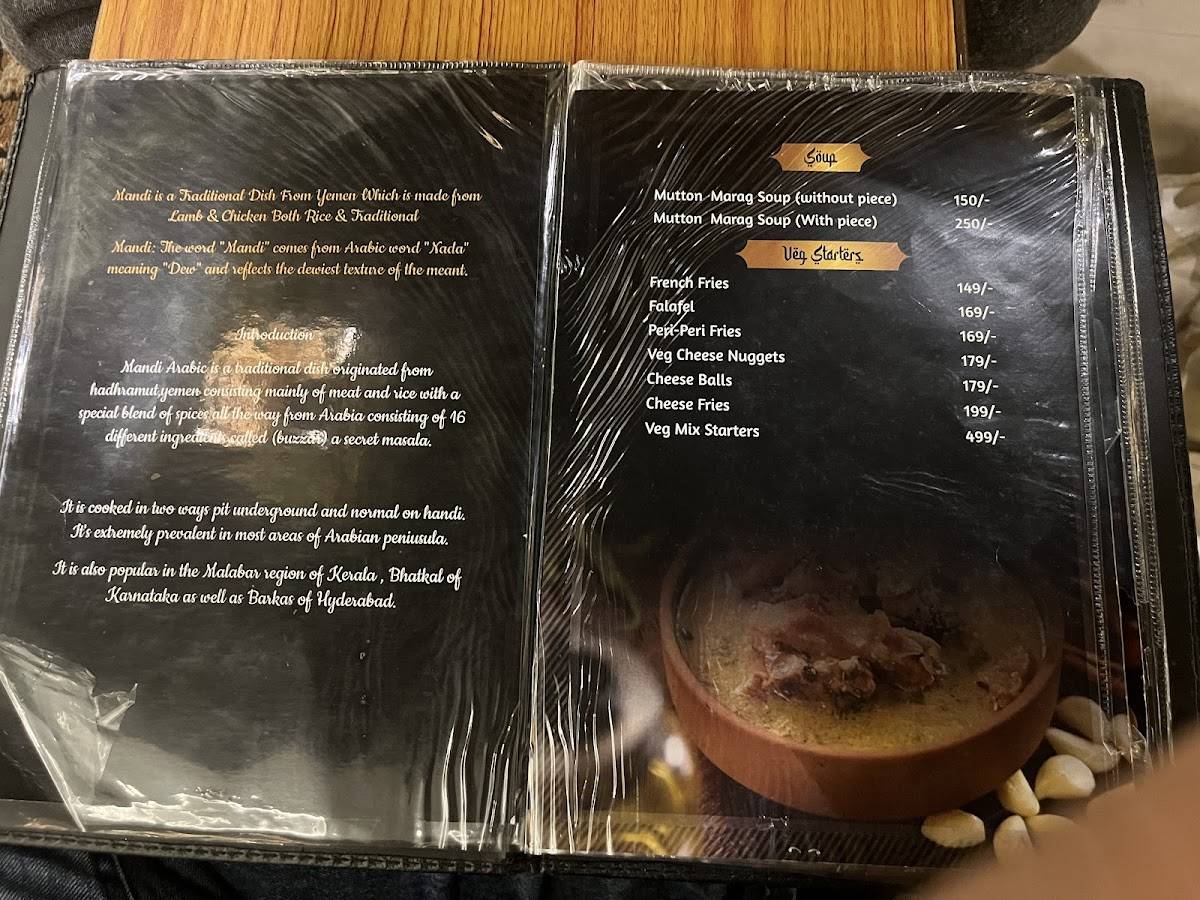 Mandi is a Traditional Dish From Yemen Which is made from
Lamb & Chicken Both Rice & Traditional
Mandi: The word "Mandi" comes from Arabic word "Nada"
meaning "Dew" and reflects the dewiest texture of the meant.
Introduction
Mandi Arabic is a traditional dish originated from
hadhramut,yemen consisting mainly of meat and rice with a
special blend of spices all the way from Arabia consisting of 16
different ingredients called (buzzar) a secret masala.
It is cooked in two ways pit underground and normal on handi.
It's extremely prevalent in most areas of Arabian peniusula.
It is also popular in the Malabar region of Kerala , Bhatkal of
Karnataka as well as Barkas of Hyderabad.
Soup
Mutton Marag Soup (without piece) 150/-
Mutton Marag Soup (With piece) 250/-
Veg Starters
French Fries 149/-
Falafel 169/-
Peri-Peri Fries 169/-
Veg Cheese Nuggets 179/-
Cheese Balls 179/-
Cheese Fries 199/-
Veg Mix Starters 499/-